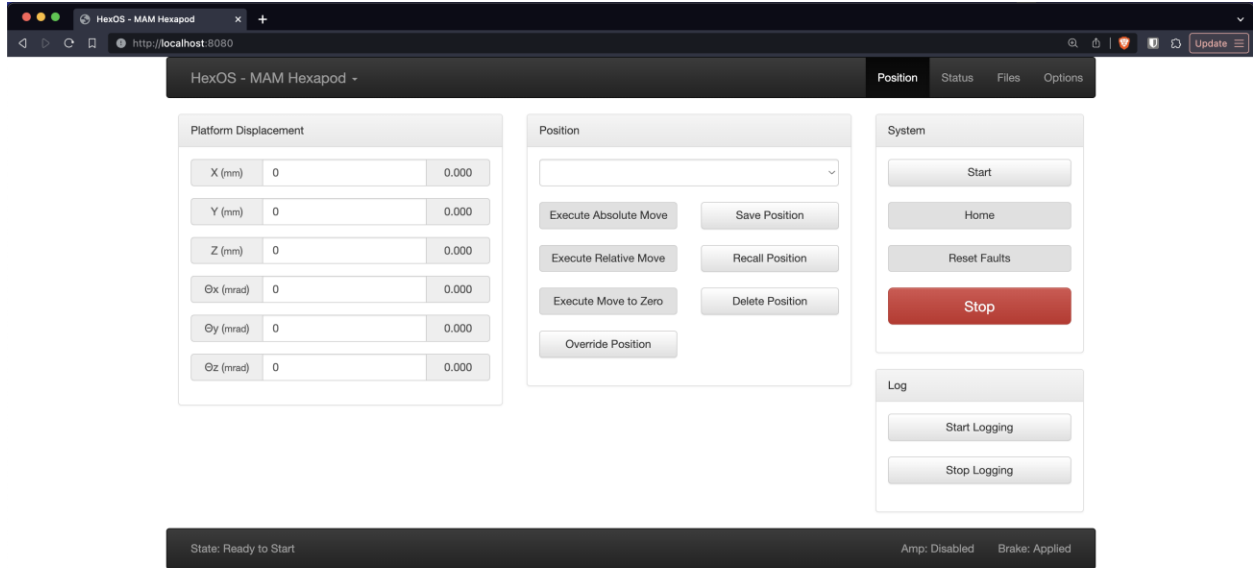 HexOS - MAM Hexapod
http://localhost:8080
Update
HexOS - MAM Hexapod
Position Status Files Options
Platform Displacement
X (mm) 0 0.000
Y (mm) 0 0.000
Z (mm) 0 0.000
Θx (mrad) 0 0.000
Θy (mrad) 0 0.000
Θz (mrad) 0 0.000
Position
Execute Absolute Move Save Position
Execute Relative Move Recall Position
Execute Move to Zero Delete Position
Override Position
System
Start
Home
Reset Faults
Stop
Log
Start Logging
Stop Logging
State: Ready to Start Amp: Disabled Brake: Applied